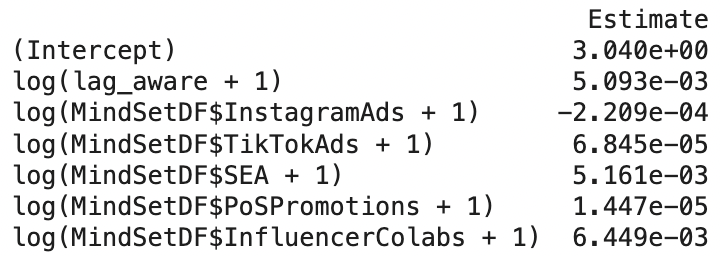 Estimate
(Intercept) 3.040e+00
log(lag_aware + 1) 5.093e-03
log(MindSetDF$InstagramAds + 1) -2.209e-04
log(MindSetDF$TikTokAds + 1) 6.845e-05
log(MindSetDF$SEA + 1) 5.161e-03
log(MindSetDF$PoSPromotions + 1) 1.447e-05
log(MindSetDF$InfluencerColabs + 1) 6.449e-03